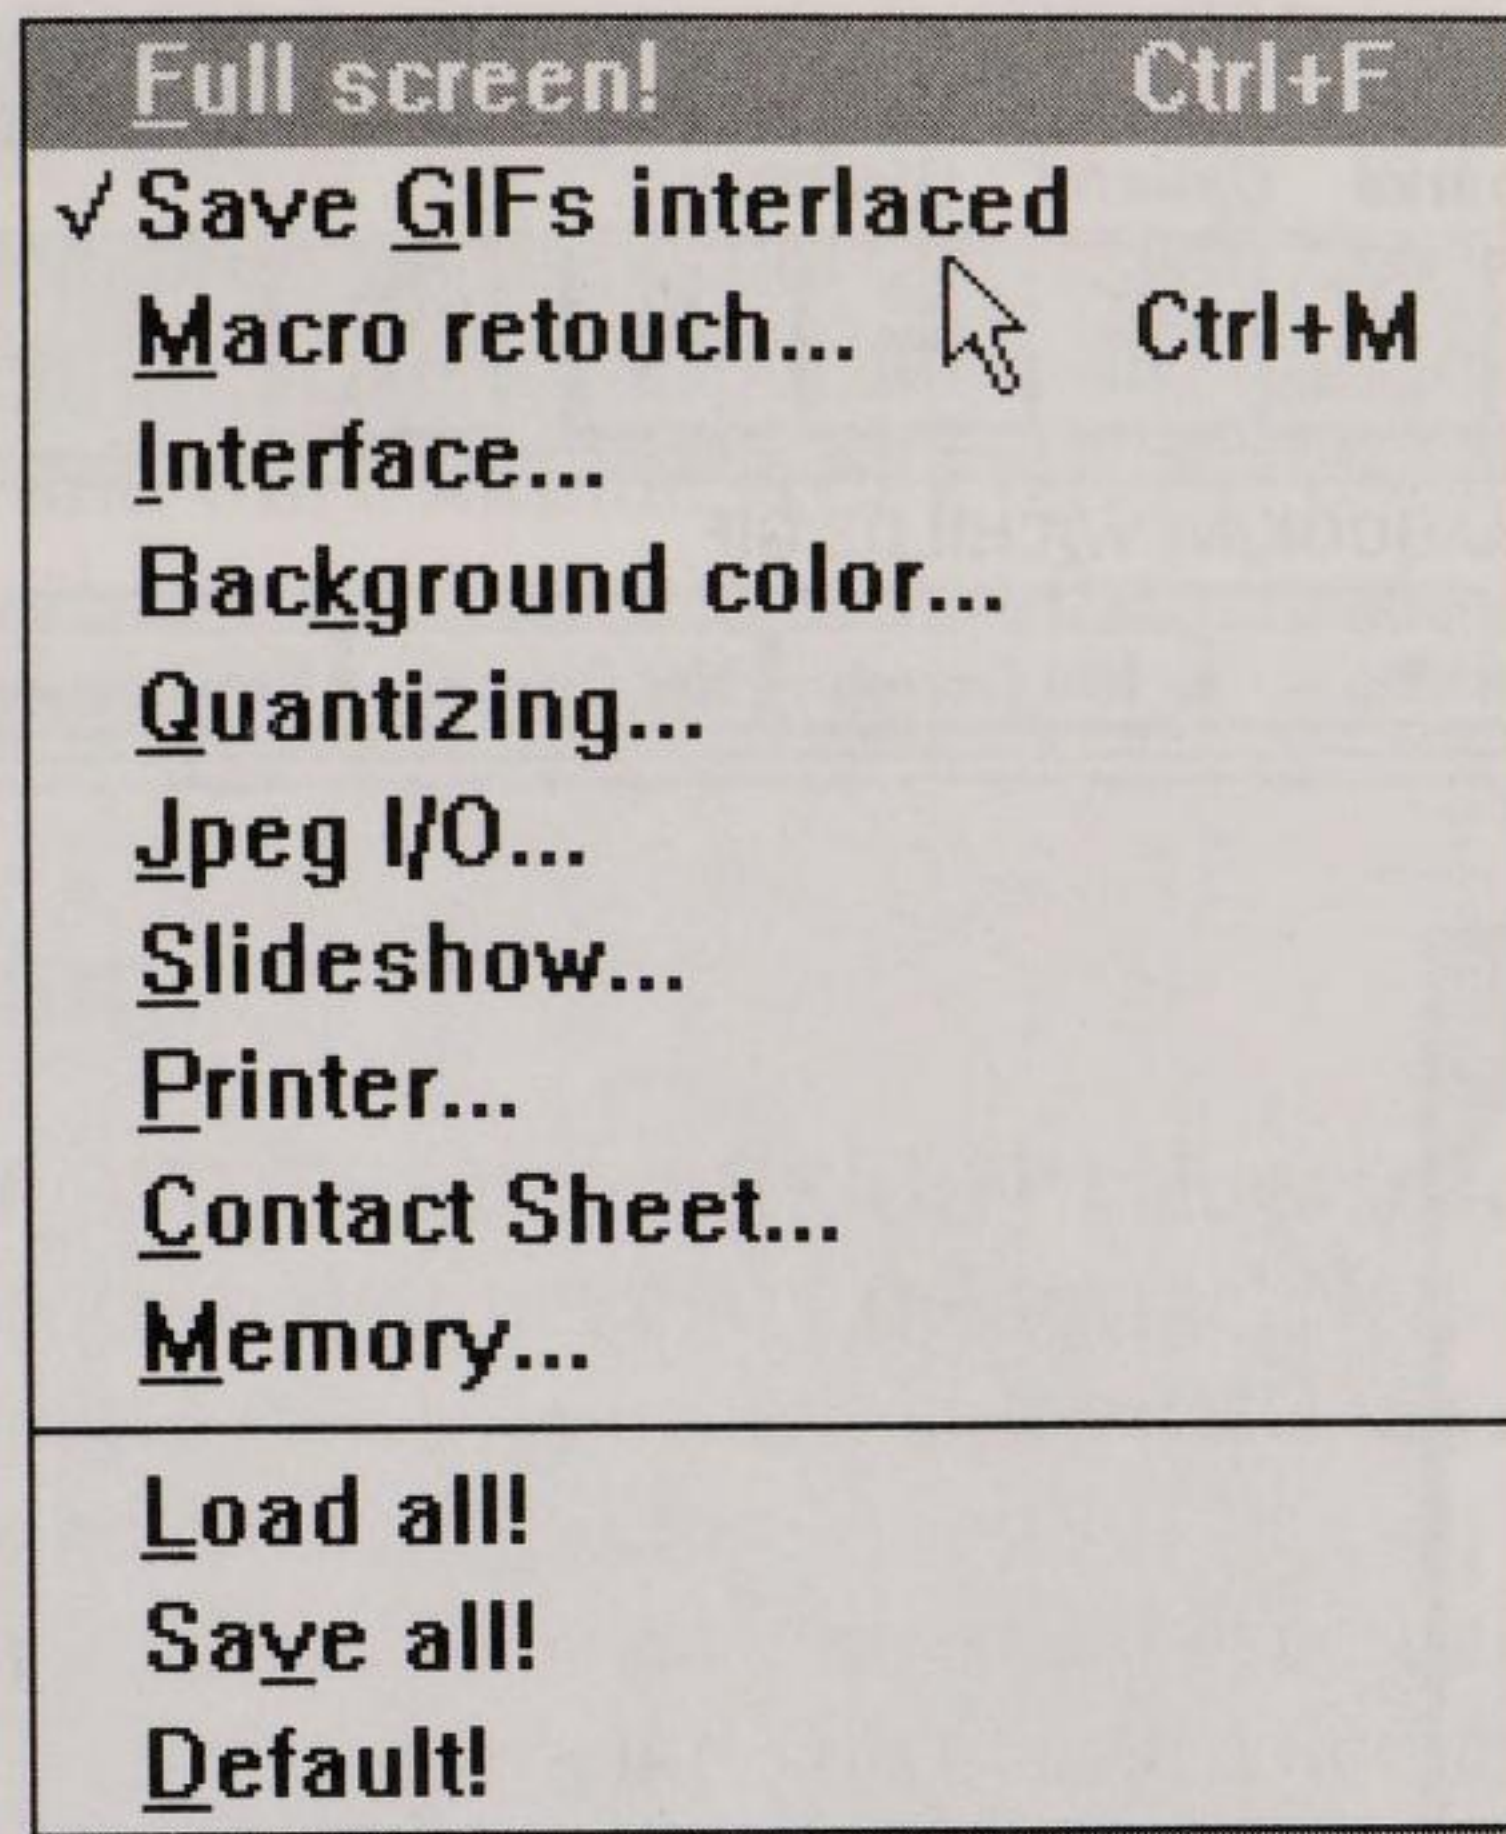 Full screen! Ctrl+F
√ Save GIFs interlaced
Macro retouch... Ctrl+M
Interface...
Background color...
Quantizing...
Jpeg I/O...
Slideshow...
Printer...
Contact Sheet...
Memory...
Load all!
Save all!
Default!